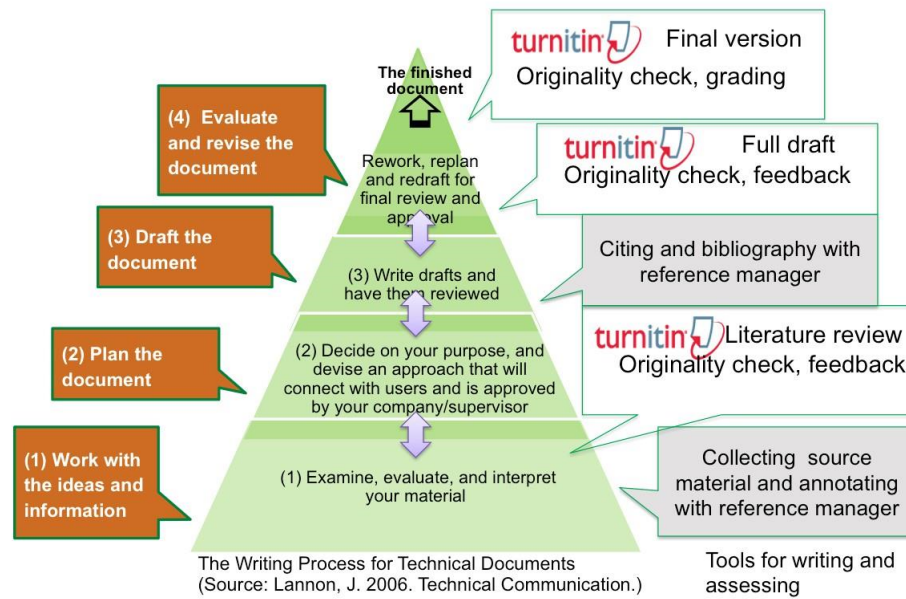 turnitin Final version
Originality check, grading
The finished
document
(4) Evaluate
and revise the
document
turnitin Full draft
Originality check, feedback
Rework, replan
and redraft for
final review and
approval
(3) Draft the
document
Citing and bibliography with
reference manager
(3) Write drafts and
have them reviewed
turnitin Literature review
Originality check, feedback
(2) Plan the
document
(2) Decide on your purpose, and
devise an approach that will
connect with users and is approved
by your company/supervisor
(1) Work with
the ideas and
information
(1) Examine, evaluate, and interpret
your material
Collecting source
material and annotating
with reference manager
The Writing Process for Technical Documents
(Source: Lannon, J. 2006. Technical Communication.)
Tools for writing and
assessing